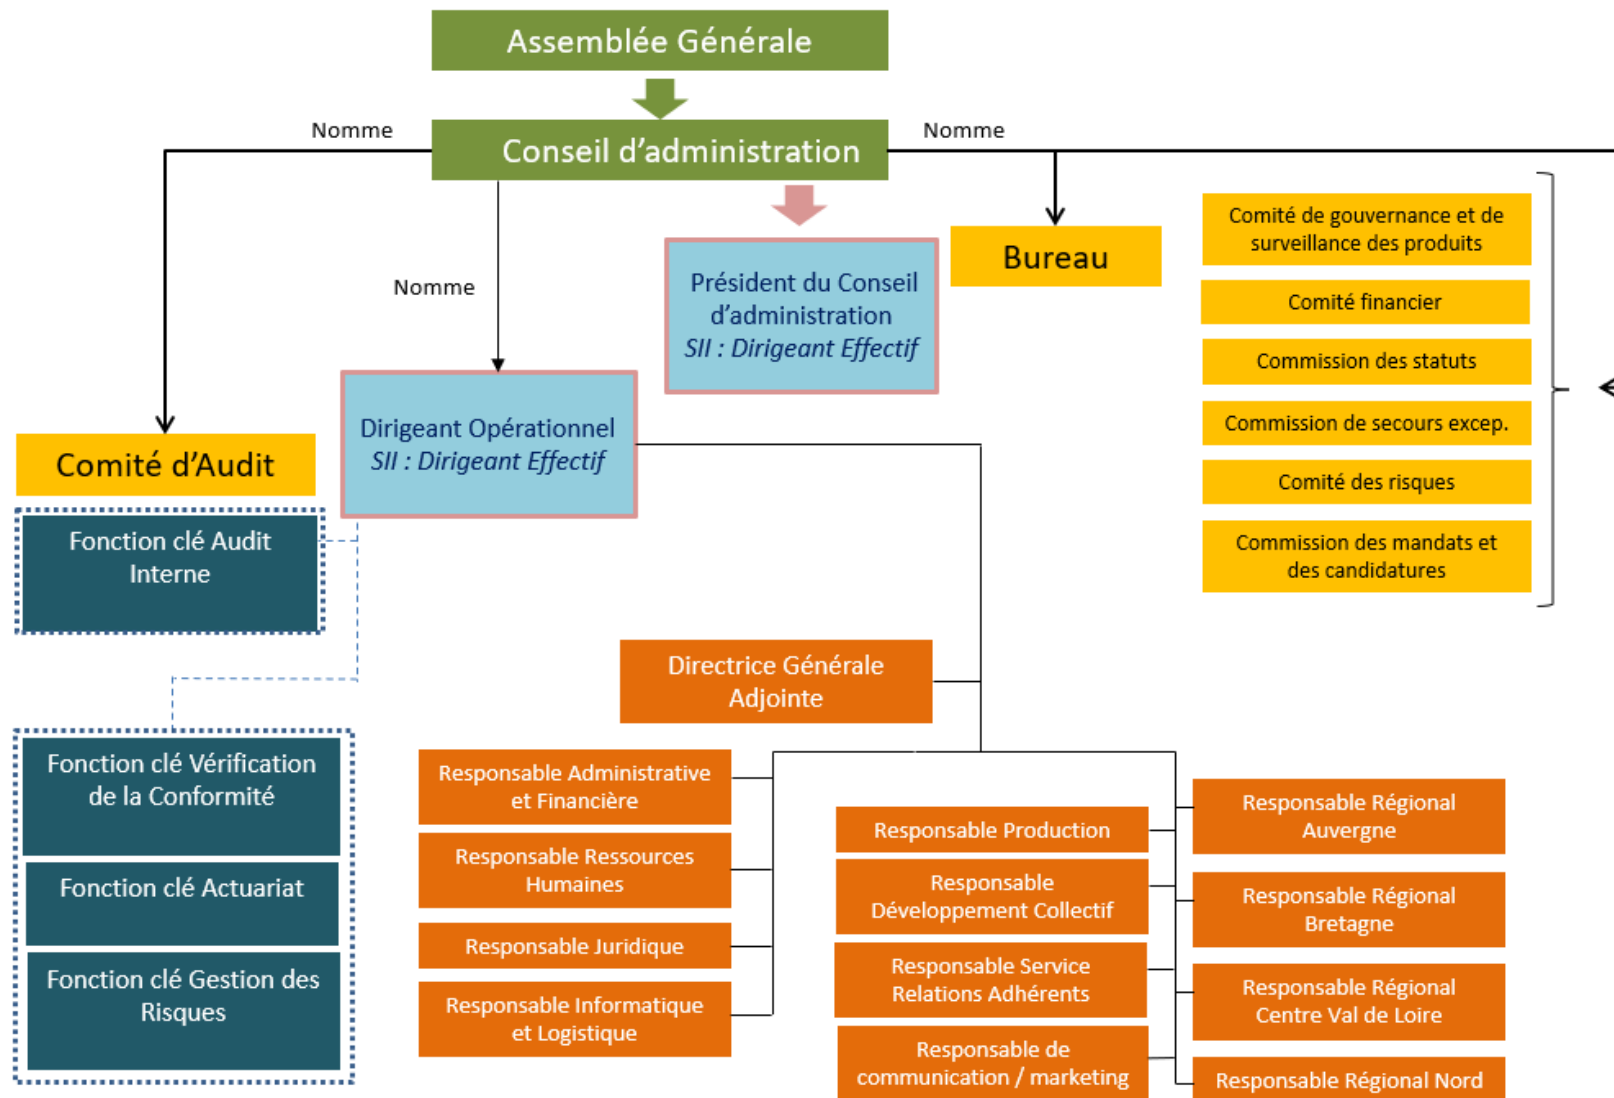 Assemblée Générale
Nomme
Conseil d'administration
Nomme
Comité de gouvernance et de
surveillance des produits
Comité financier
Commission des statuts
Commission de secours excep.
Comité des risques
Commission des mandats et
des candidatures
Bureau
Président du Conseil
d'administration
SII : Dirigeant Effectif
Nomme
Dirigeant Opérationnel
SII : Dirigeant Effectif
Comité d'Audit
Fonction clé Audit
Interne
Fonction clé Vérification
de la Conformité
Fonction clé Actuariat
Fonction clé Gestion des
Risques
Directrice Générale
Adjointe
Responsable Administrative
et Financière
Responsable Ressources
Humaines
Responsable Juridique
Responsable Informatique
et Logistique
Responsable Production
Responsable
Développement Collectif
Responsable Service
Relations Adhérents
Responsable de
communication / marketing
Responsable Régional
Auvergne
Responsable Régional
Bretagne
Responsable Régional
Centre Val de Loire
Responsable Régional Nord